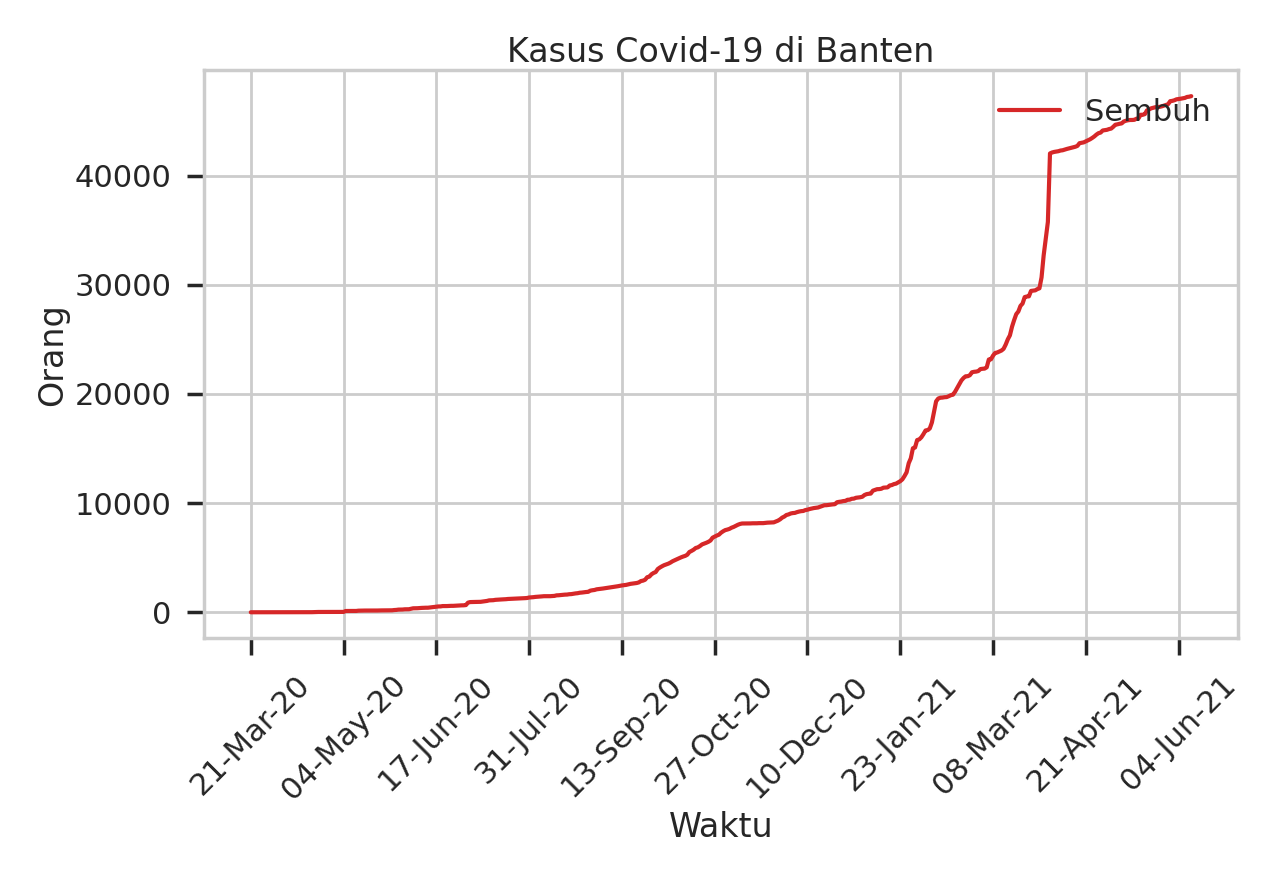 Kasus Covid-19 di Banten
Sembuh
Orang
40000
30000
20000
10000
0
21-Mar-20
04-May-20
17-Jun-20
31-Jul-20
13-Sep-20
27-Oct-20
10-Dec-20
23-Jan-21
08-Mar-21
21-Apr-21
04-Jun-21
Waktu